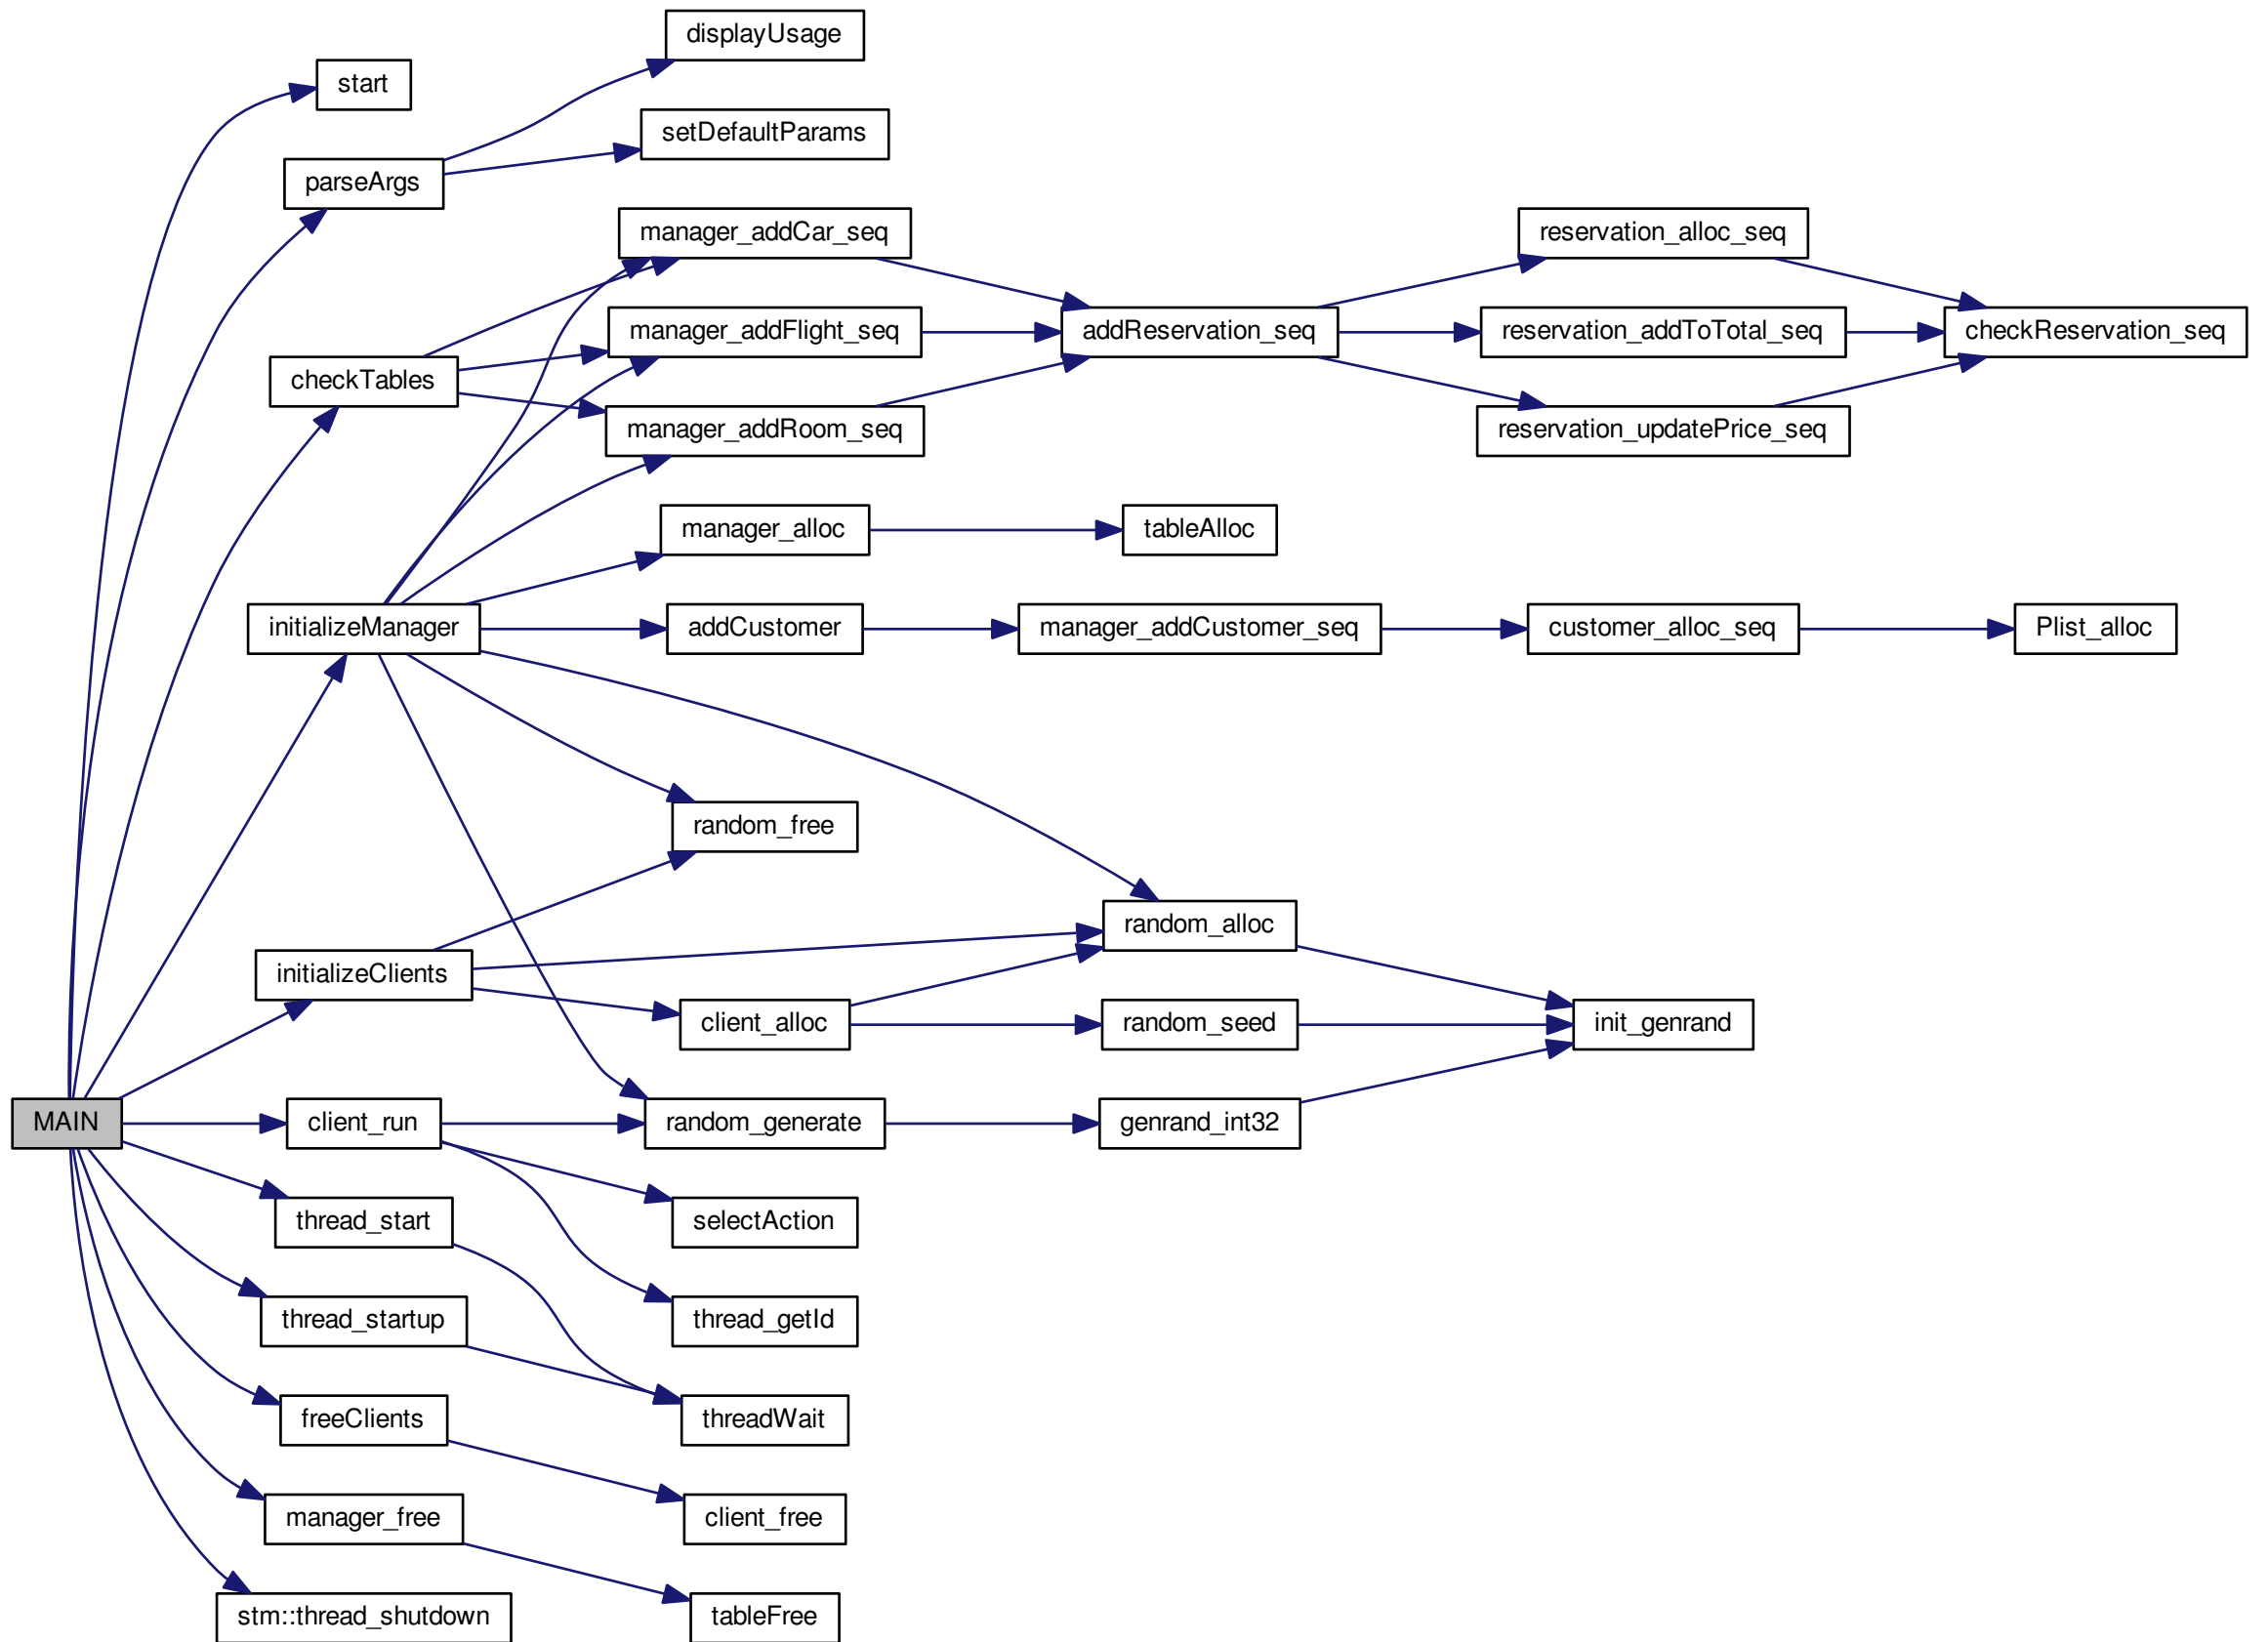 displayUsage
start
setDefaultParams
parseArgs
manager_addCar_seq
reservation_alloc_seq
manager_addFlight_seq
addReservation_seq
reservation_addToTotal_seq
checkReservation_seq
checkTables
manager_addRoom_seq
reservation_updatePrice_seq
manager_alloc
tableAlloc
initializeManager
addCustomer
manager_addCustomer_seq
customer_alloc_seq
Plist_alloc
random_free
random_alloc
initializeClients
client_alloc
random_seed
init_genrand
MAIN
client_run
random_generate
genrand_int32
thread_start
selectAction
thread_startup
thread_getId
freeClients
threadWait
manager_free
client_free
stm::thread_shutdown
tableFree